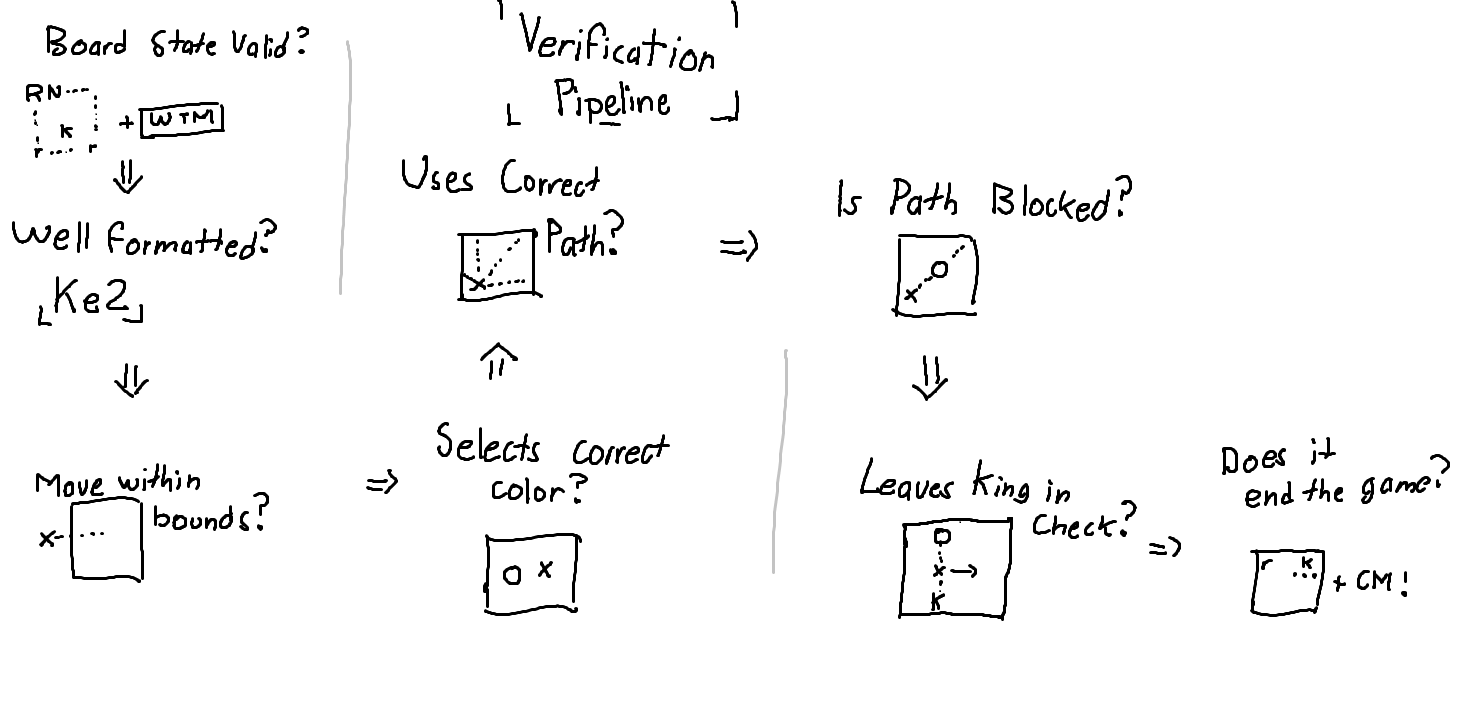 Verification
Pipeline
Board State Valid?
RN
k
r r
+ WTM
Well formatted?
Ke2
Move within
bounds?
x
Selects correct
color?
O x
Uses Correct
Path?
x
Is Path Blocked?
O
x
Leaves King in
Check?
O
x
K
Does it
end the game?
r k
+ CM!